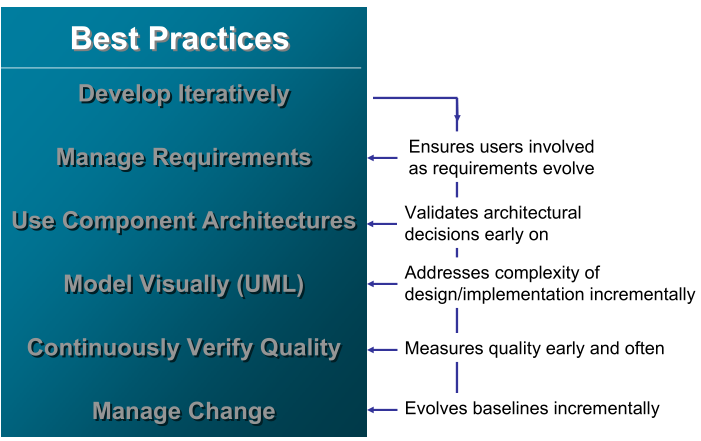 Best Practices
Develop Iteratively
Manage Requirements
Ensures users involved
as requirements evolve
Use Component Architectures
Validates architectural
decisions early on
Model Visually (UML)
Addresses complexity of
design/implementation incrementally
Continuously Verify Quality
Measures quality early and often
Manage Change
Evolves baselines incrementally